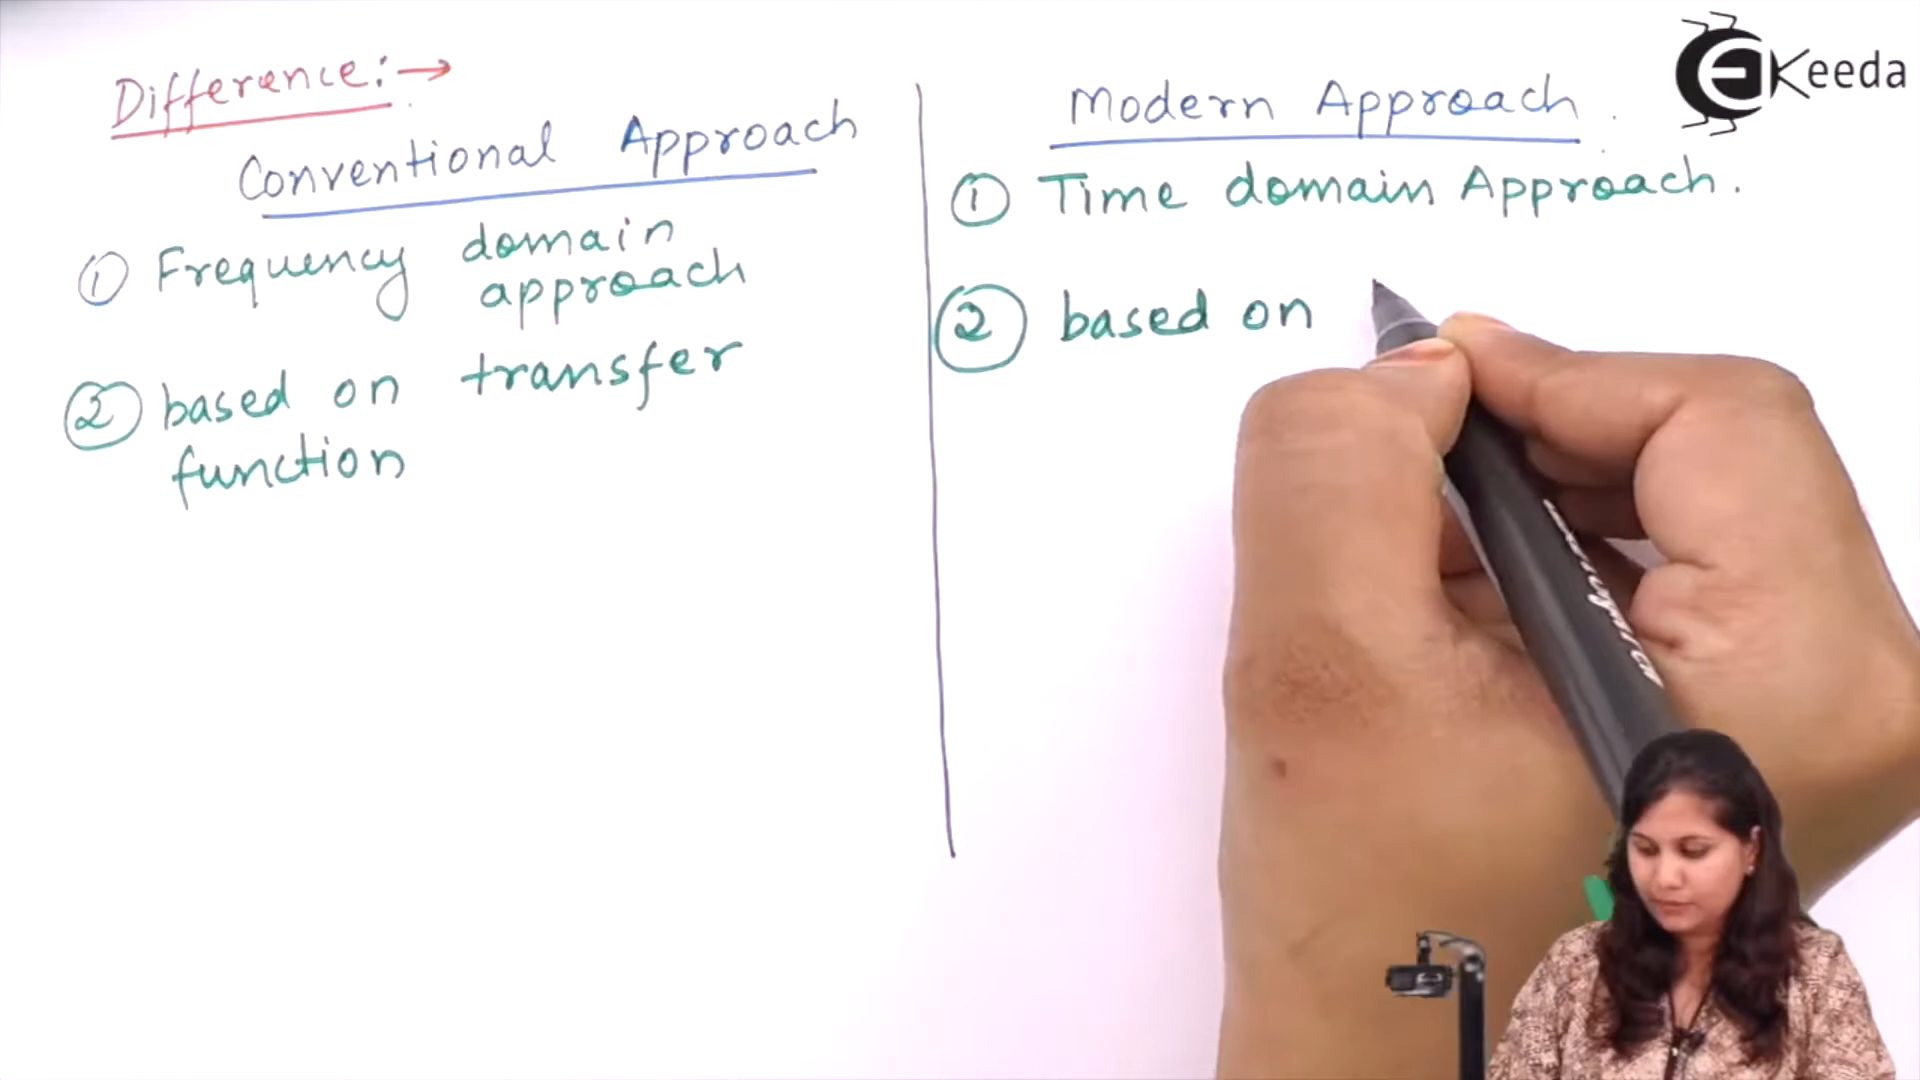 Difference:→
Conventional Approach
① Frequency domain
approach
② based on transfer
function
Modern Approach
① Time domain Approach.
② based on
Keeda